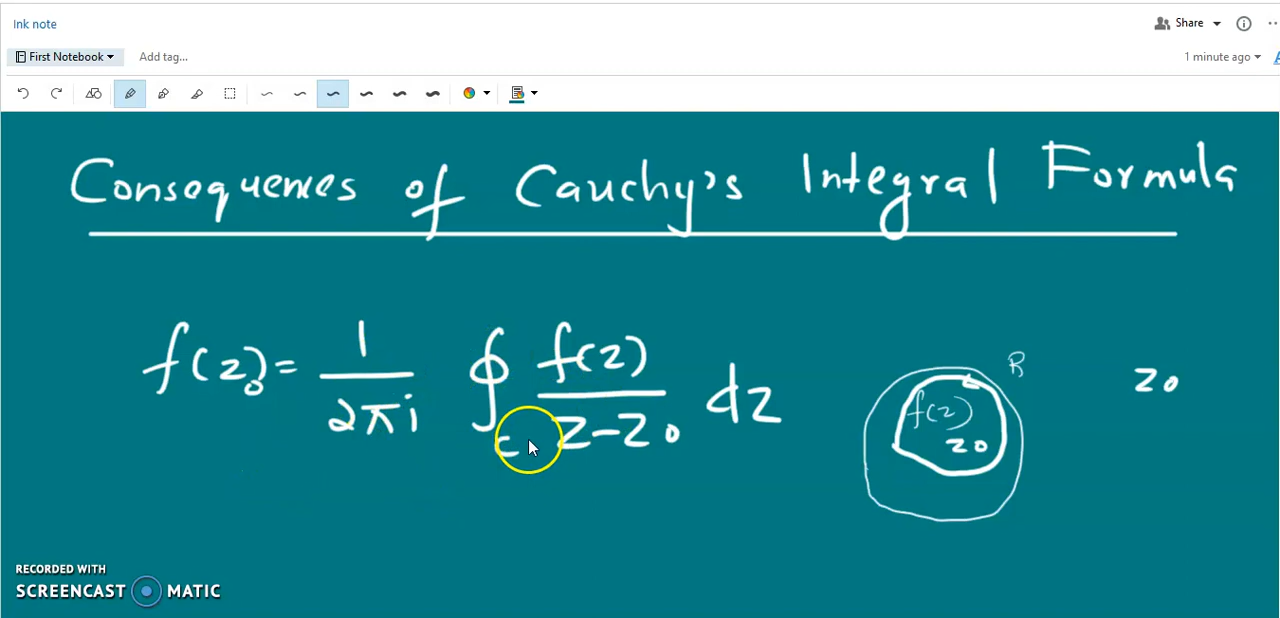 Ink note
Share
First Notebook
Add tag...
1 minute ago
Consequences of Cauchy's Integral Formula
f(z₀) = 1/2πi ∮c f(z)/z-z₀ dz
R
f(z)
z₀
z₀
RECORDED WITH
SCREENCAST MATIC